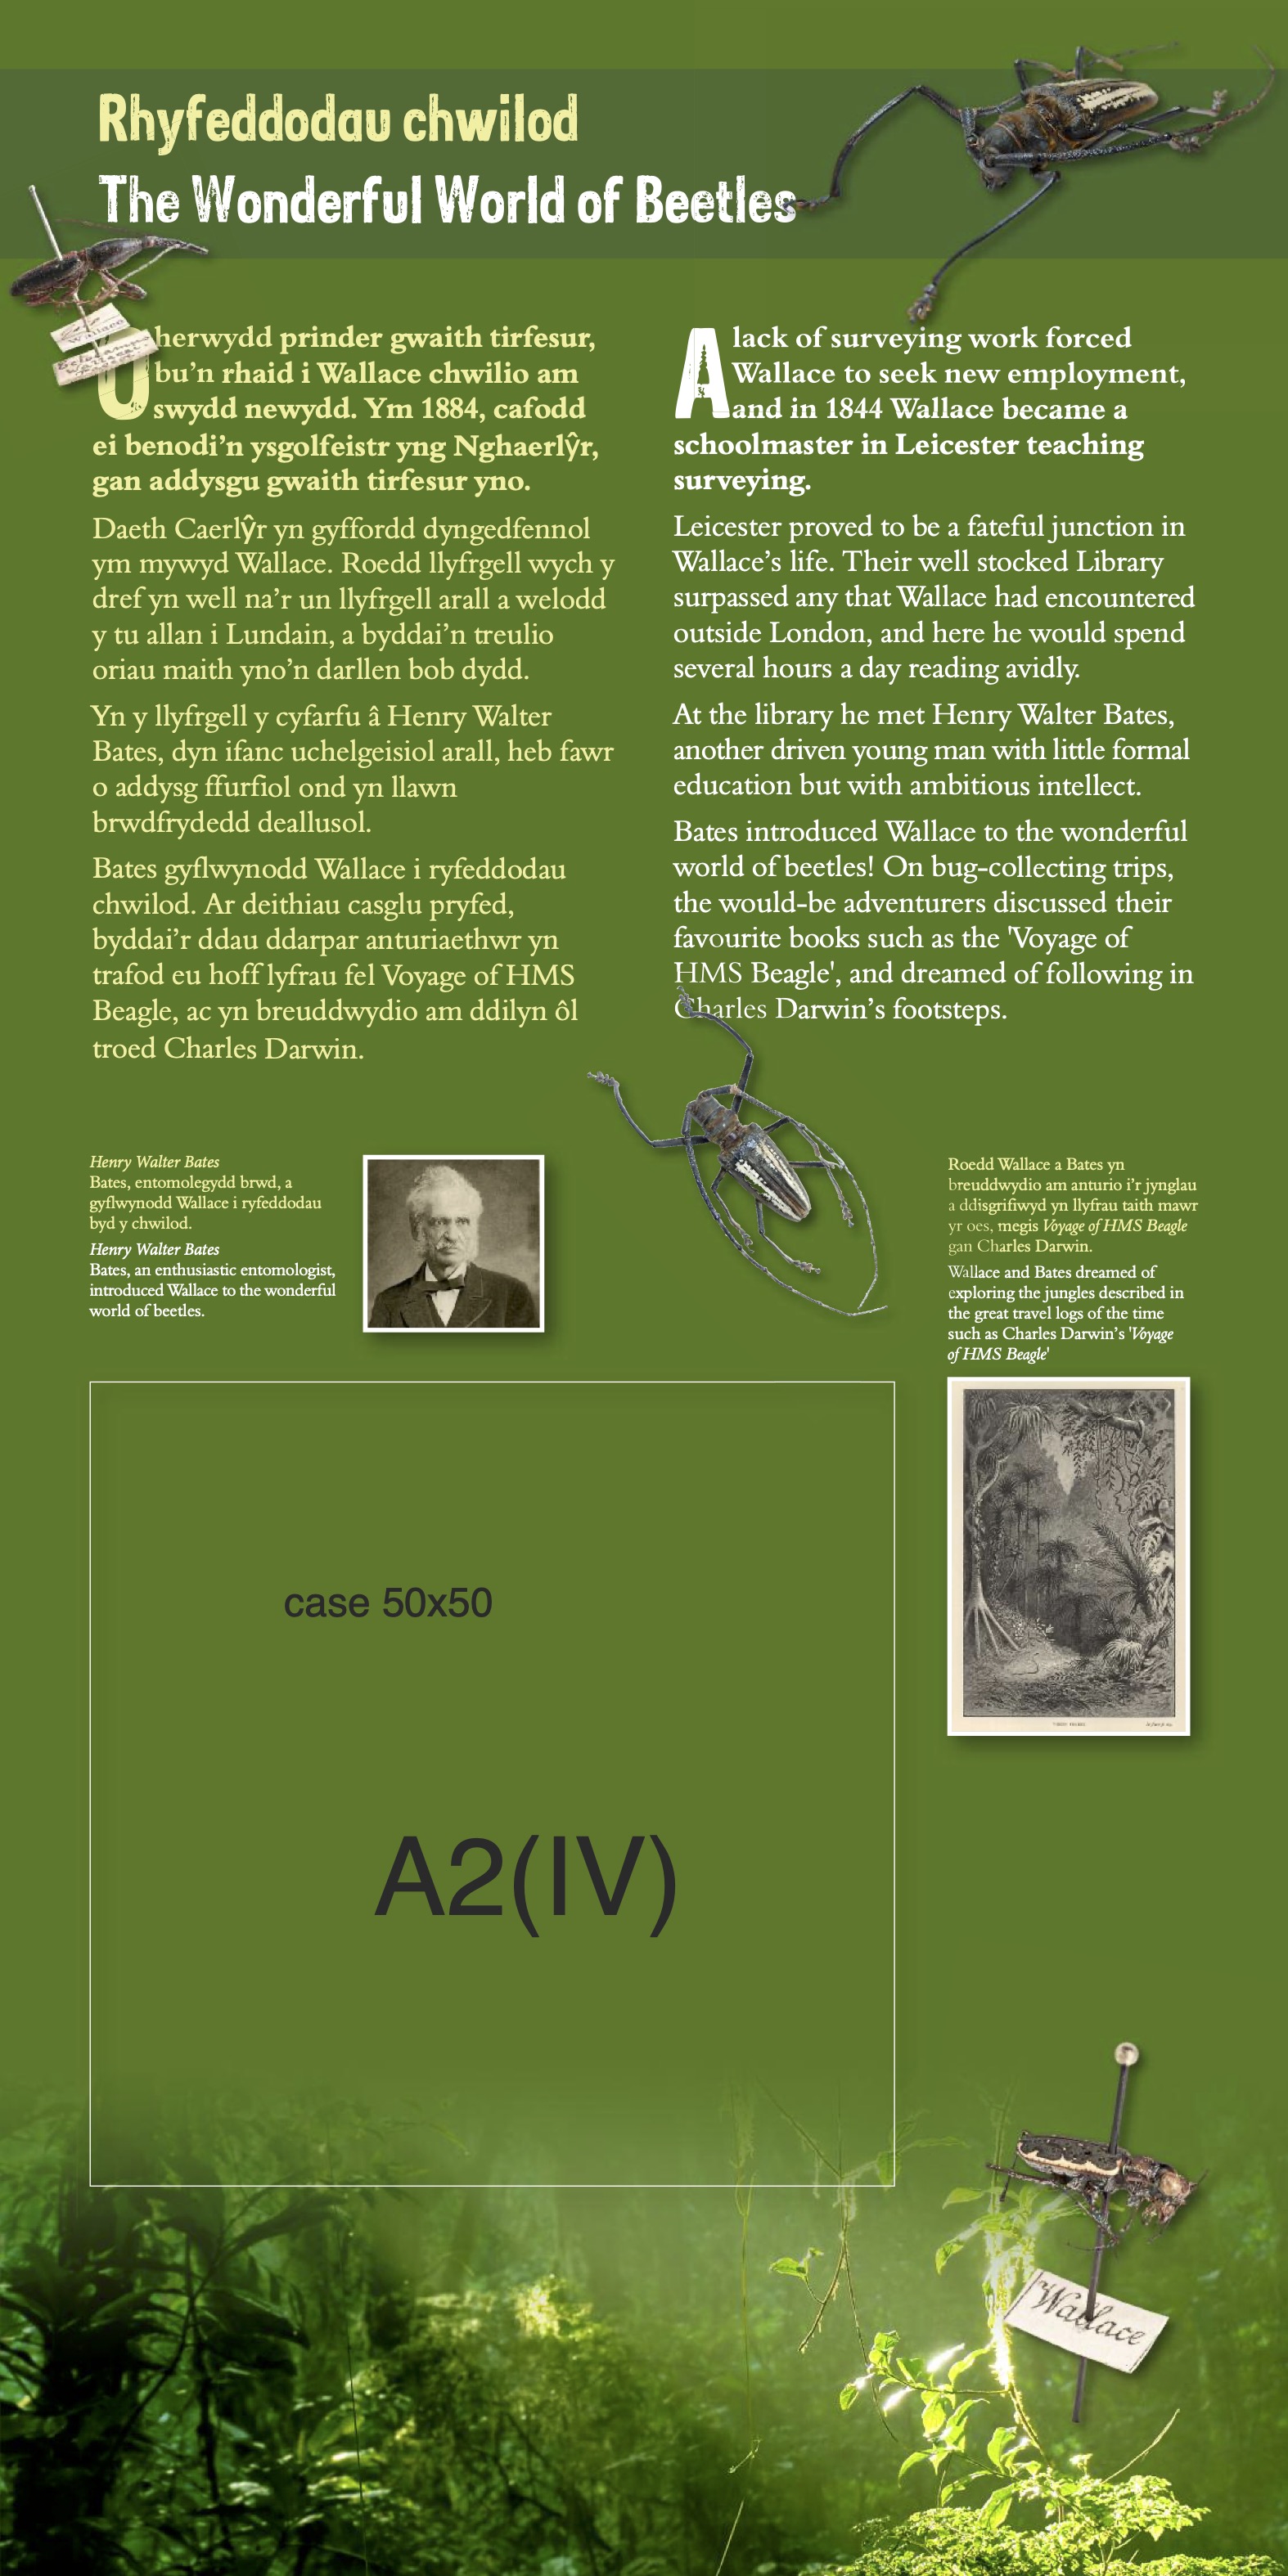 Rhyfeddodau chwilod
The Wonderful World of Beetles
Wallace
Oherwydd prinder gwaith tirfesur,
bu’n rhaid i Wallace chwilio am
swydd newydd. Ym 1884, cafodd
ei benodi’n ysgolfeistr yng Nghaerlŷr,
gan addysgu gwaith tirfesur yno.
Daeth Caerlŷr yn gyffordd dyngedfennol
ym mywyd Wallace. Roedd llyfrgell wych y
dref yn well na’r un llyfrgell arall a welodd
y tu allan i Lundain, a byddai’n treulio
oriau maith yno’n darllen bob dydd.
Yn y llyfrgell y cyfarfu â Henry Walter
Bates, dyn ifanc uchelgeisiol arall, heb fawr
o addysg ffurfiol ond yn llawn
brwdfrydedd deallusol.
Bates gyflwynodd Wallace i ryfeddodau
chwilod. Ar deithiau casglu pryfed,
byddai’r ddau ddarpar anturiaethwr yn
trafod eu hoff lyfrau fel Voyage of HMS
Beagle, ac yn breuddwydio am ddilyn ôl
troed Charles Darwin.
A lack of surveying work forced
Wallace to seek new employment,
and in 1844 Wallace became a
schoolmaster in Leicester teaching
surveying.
Leicester proved to be a fateful junction in
Wallace’s life. Their well stocked Library
surpassed any that Wallace had encountered
outside London, and here he would spend
several hours a day reading avidly.
At the library he met Henry Walter Bates,
another driven young man with little formal
education but with ambitious intellect.
Bates introduced Wallace to the wonderful
world of beetles! On bug-collecting trips,
the would-be adventurers discussed their
favourite books such as the 'Voyage of
HMS Beagle', and dreamed of following in
Charles Darwin’s footsteps.
Henry Walter Bates
Bates, entomolegydd brwd, a
gyflwynodd Wallace i ryfeddodau
byd y chwilod.
Henry Walter Bates
Bates, an enthusiastic entomologist,
introduced Wallace to the wonderful
world of beetles.
Roedd Wallace a Bates yn
breuddwydio am anturio i’r jynglau
a ddisgrifiwyd yn llyfrau taith mawr
yr oes, megis Voyage of HMS Beagle
gan Charles Darwin.
Wallace and Bates dreamed of
exploring the jungles described in
the great travel logs of the time
such as Charles Darwin’s 'Voyage
of HMS Beagle'
case 50x50
A2(IV)
Wallace